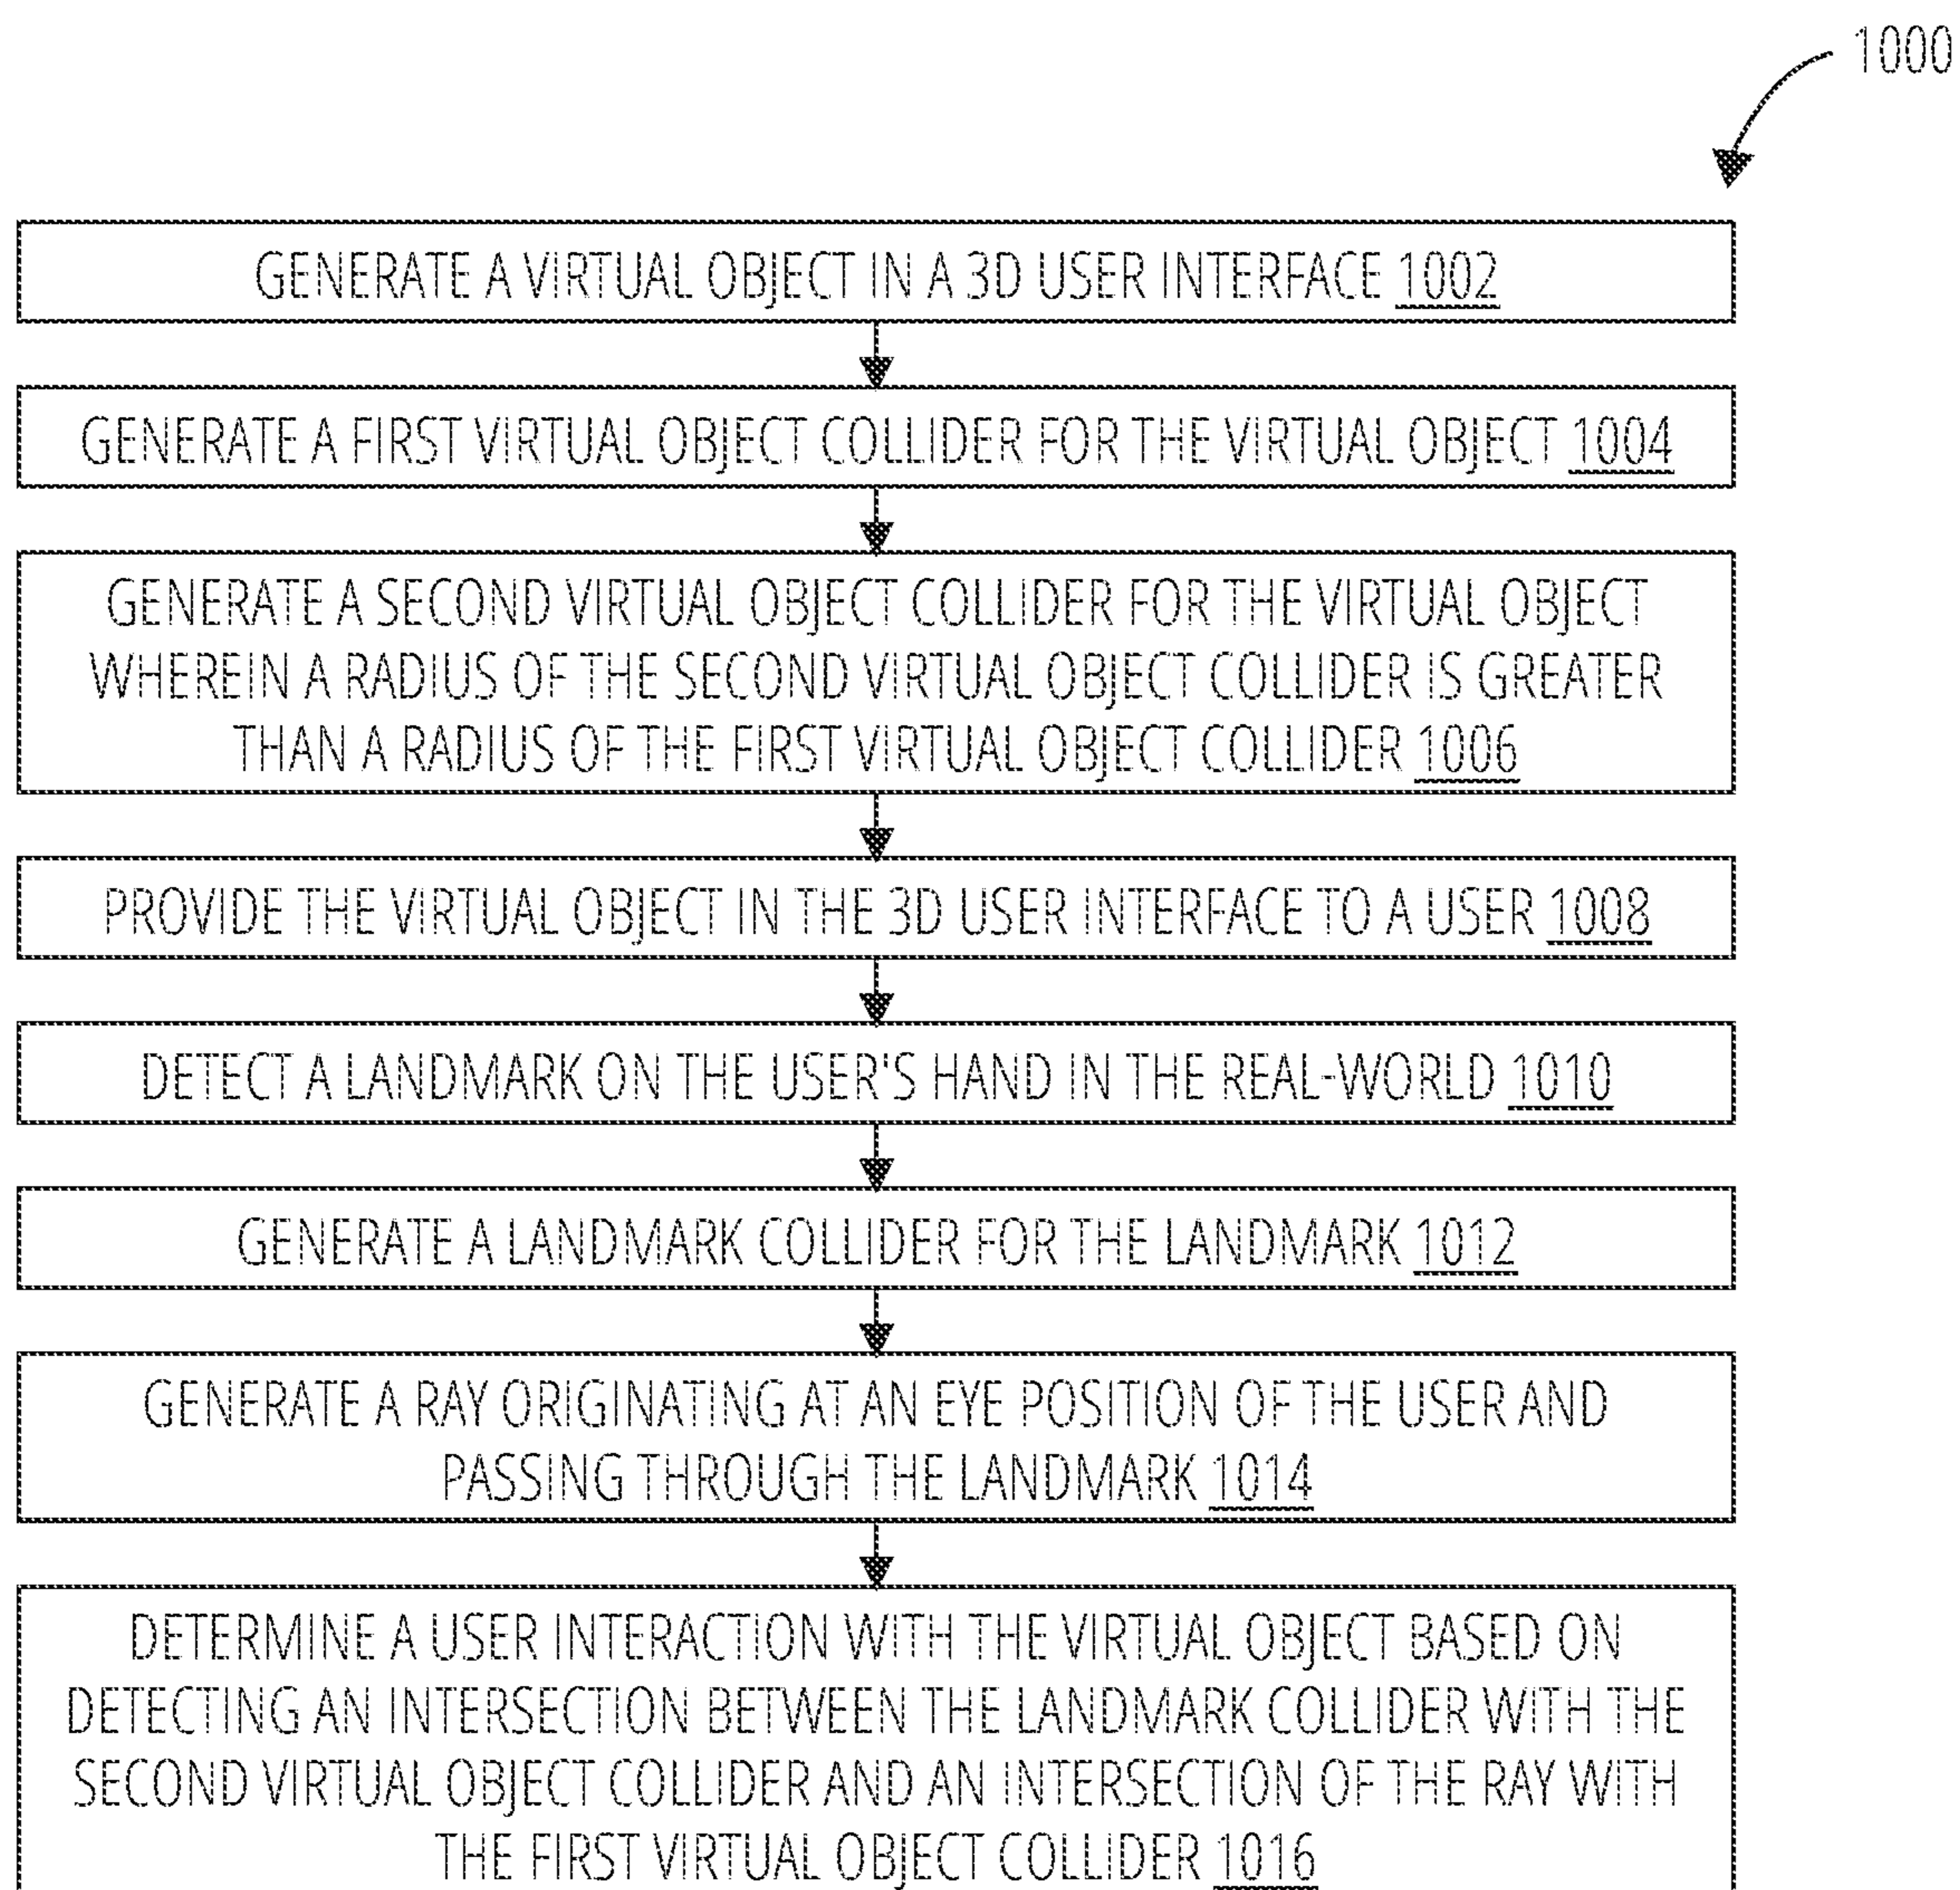 1000
GENERATE A VIRTUAL OBJECT IN A 3D USER INTERFACE 1002
GENERATE A FIRST VIRTUAL OBJECT COLLIDER FOR THE VIRTUAL OBJECT 1004
GENERATE A SECOND VIRTUAL OBJECT COLLIDER FOR THE VIRTUAL OBJECT
WHEREIN A RADIUS OF THE SECOND VIRTUAL OBJECT COLLIDER IS GREATER
THAN A RADIUS OF THE FIRST VIRTUAL OBJECT COLLIDER 1006
PROVIDE THE VIRTUAL OBJECT IN THE 3D USER INTERFACE TO A USER 1008
DETECT A LANDMARK ON THE USER'S HAND IN THE REAL-WORLD 1010
GENERATE A LANDMARK COLLIDER FOR THE LANDMARK 1012
GENERATE A RAY ORIGINATING AT AN EYE POSITION OF THE USER AND
PASSING THROUGH THE LANDMARK 1014
DETERMINE A USER INTERACTION WITH THE VIRTUAL OBJECT BASED ON
DETECTING AN INTERSECTION BETWEEN THE LANDMARK COLLIDER WITH THE
SECOND VIRTUAL OBJECT COLLIDER AND AN INTERSECTION OF THE RAY WITH
THE FIRST VIRTUAL OBJECT COLLIDER 1016